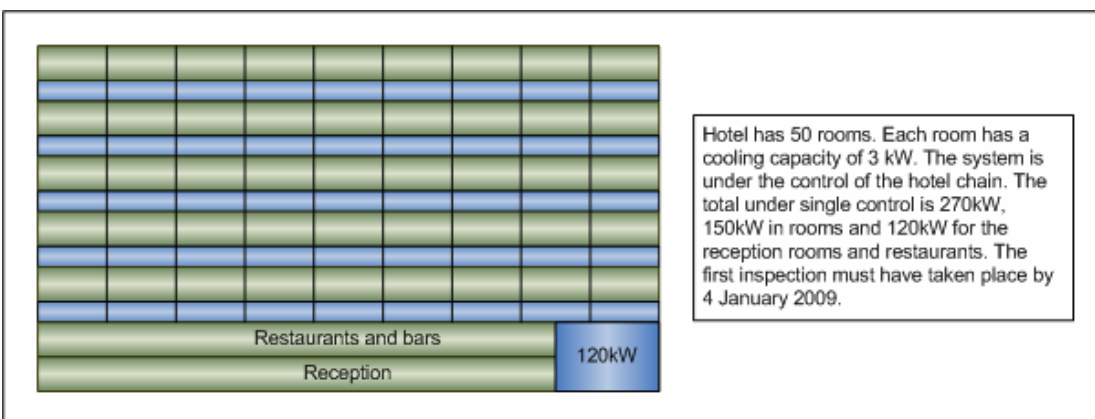 Hotel has 50 rooms. Each room has a
cooling capacity of 3 kW. The system is
under the control of the hotel chain. The
total under single control is 270kW,
150kW in rooms and 120kW for the
reception rooms and restaurants. The
first inspection must have taken place by
4 January 2009.
Restaurants and bars
120kW
Reception